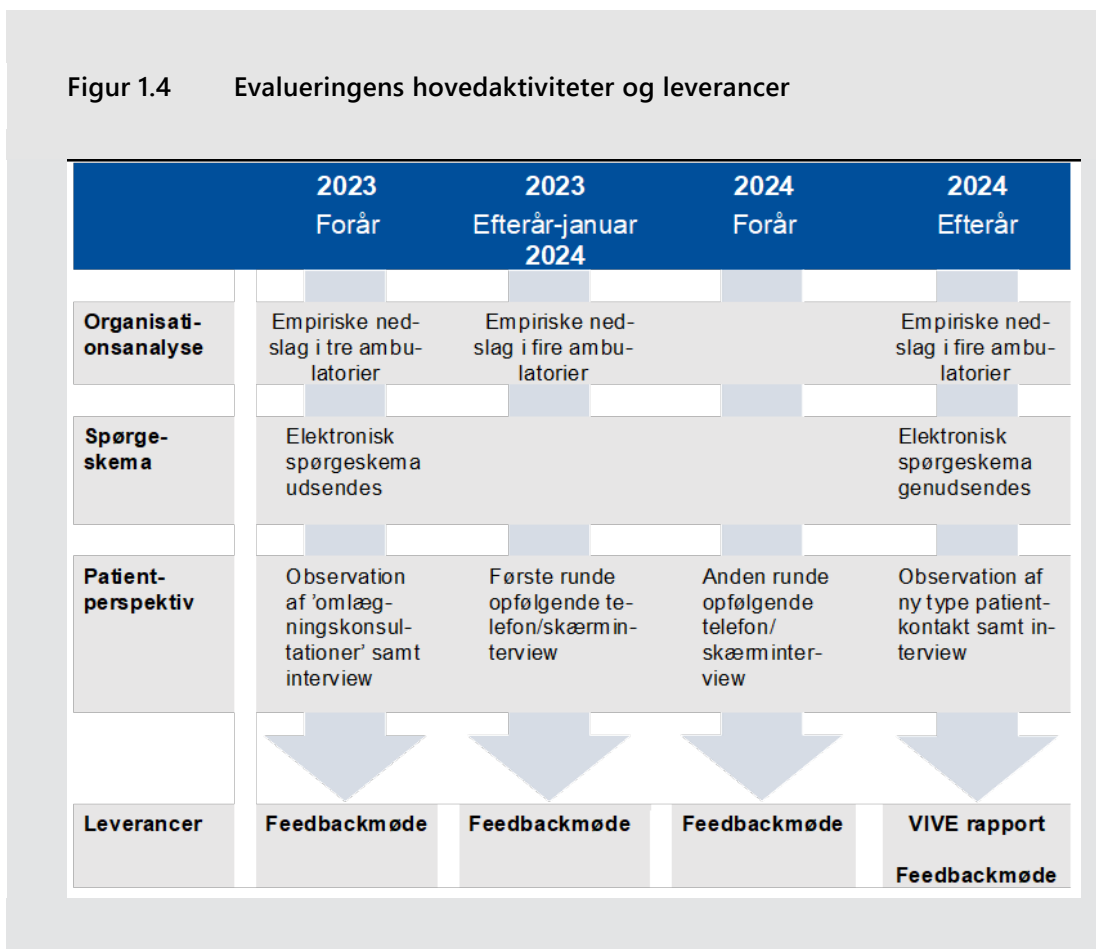 Figur 1.4 Evalueringens hovedaktiviteter og leverancer
2023
Forår
2023
Efterår-januar
2024
2024
Forår
2024
Efterår
Organisati-
onsanalyse
Empiriske ned-
slag i tre ambu-
latorier
Empiriske ned-
slag i fire ambu-
latorier
Empiriske ned-
slag i fire ambu-
latorier
Spørge-
skema
Elektronisk
spørgeskema
udsendes
Elektronisk
spørgeskema
genudsendes
Patient-
perspektiv
Observation
af ’omlæg-
ningskonsul-
tationer’ samt
interview
Første runde
opfølgende te-
lefon/skærmin-
terview
Anden runde
opfølgende
telefon/
skærminter-
view
Observation af
ny type patient-
kontakt samt in-
terview
Leverancer
Feedbackmøde
Feedbackmøde
Feedbackmøde
VIVE rapport
Feedbackmøde